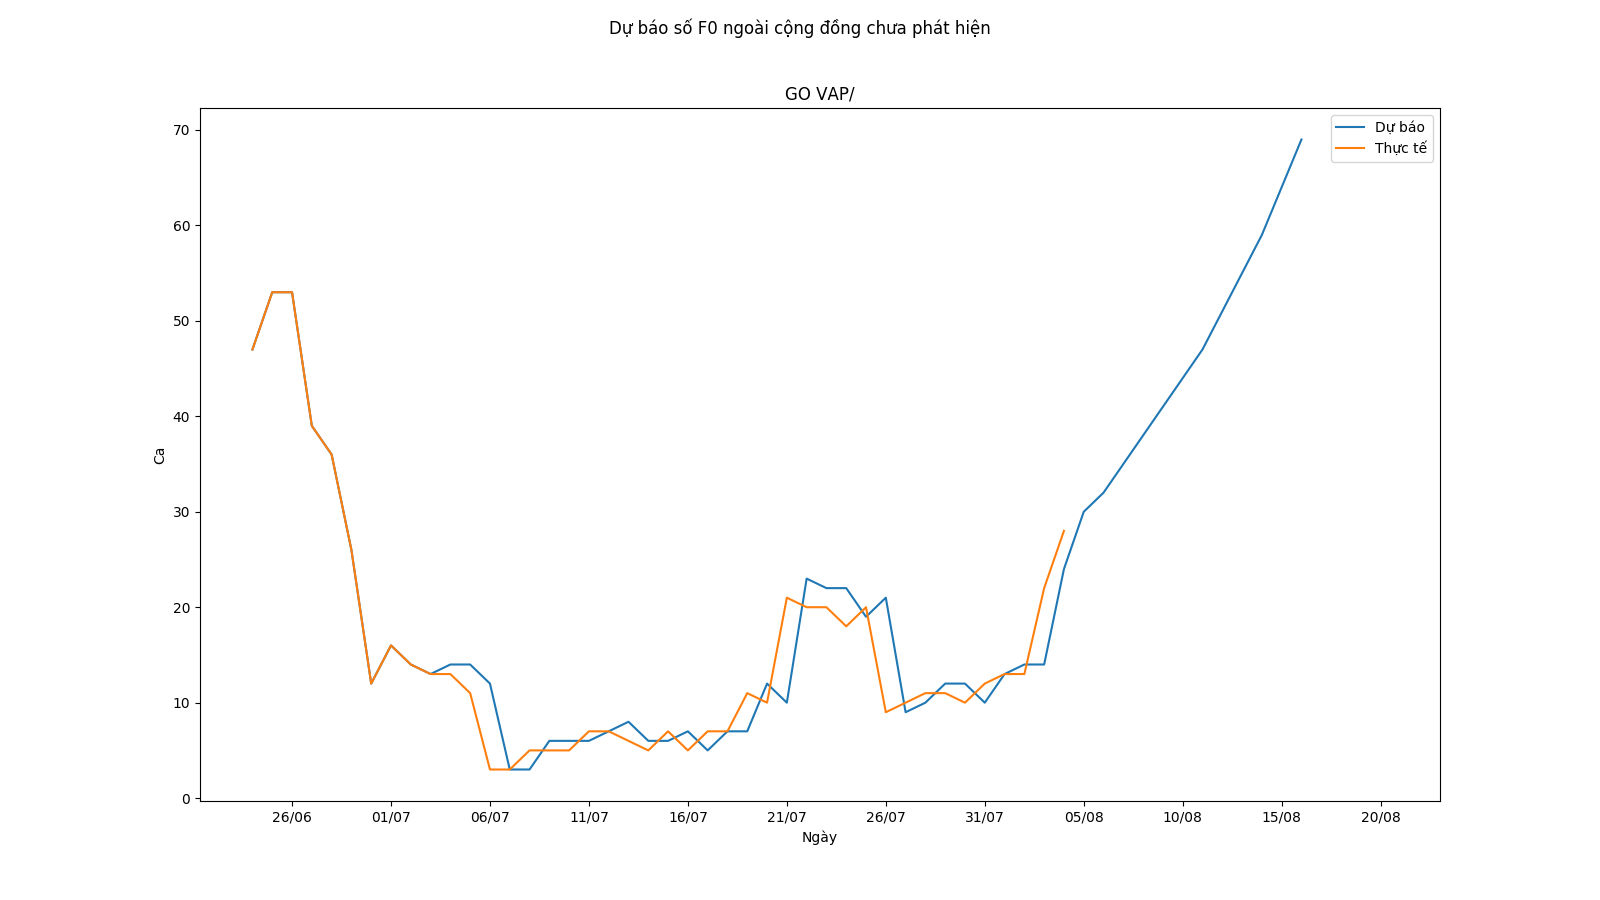 Dự báo số F0 ngoài cộng đồng chưa phát hiện
GO VAP/
Dự báo
Thực tế
70
60
50
40
30
20
10
0
Ca
26/06 01/07 06/07 11/07 16/07 21/07 26/07 31/07 05/08 10/08 15/08 20/08
Ngày